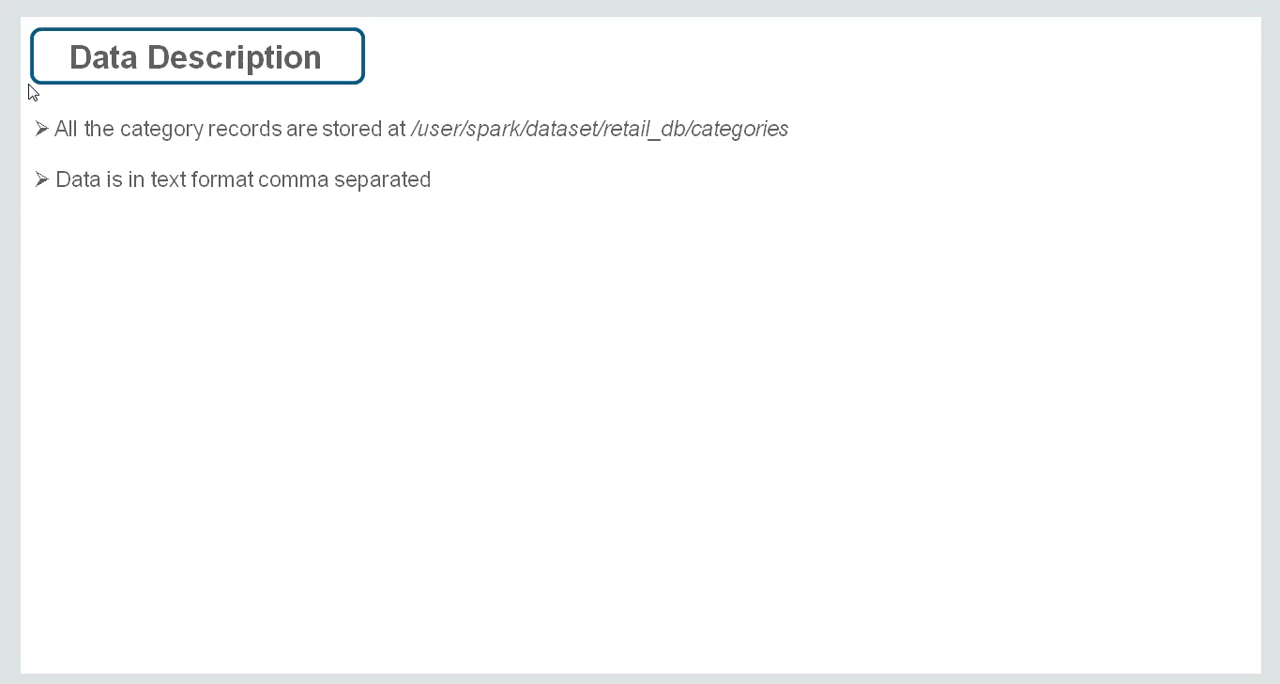 Data Description
➢ All the category records are stored at /user/spark/dataset/retail_db/categories
➢ Data is in text format comma separated